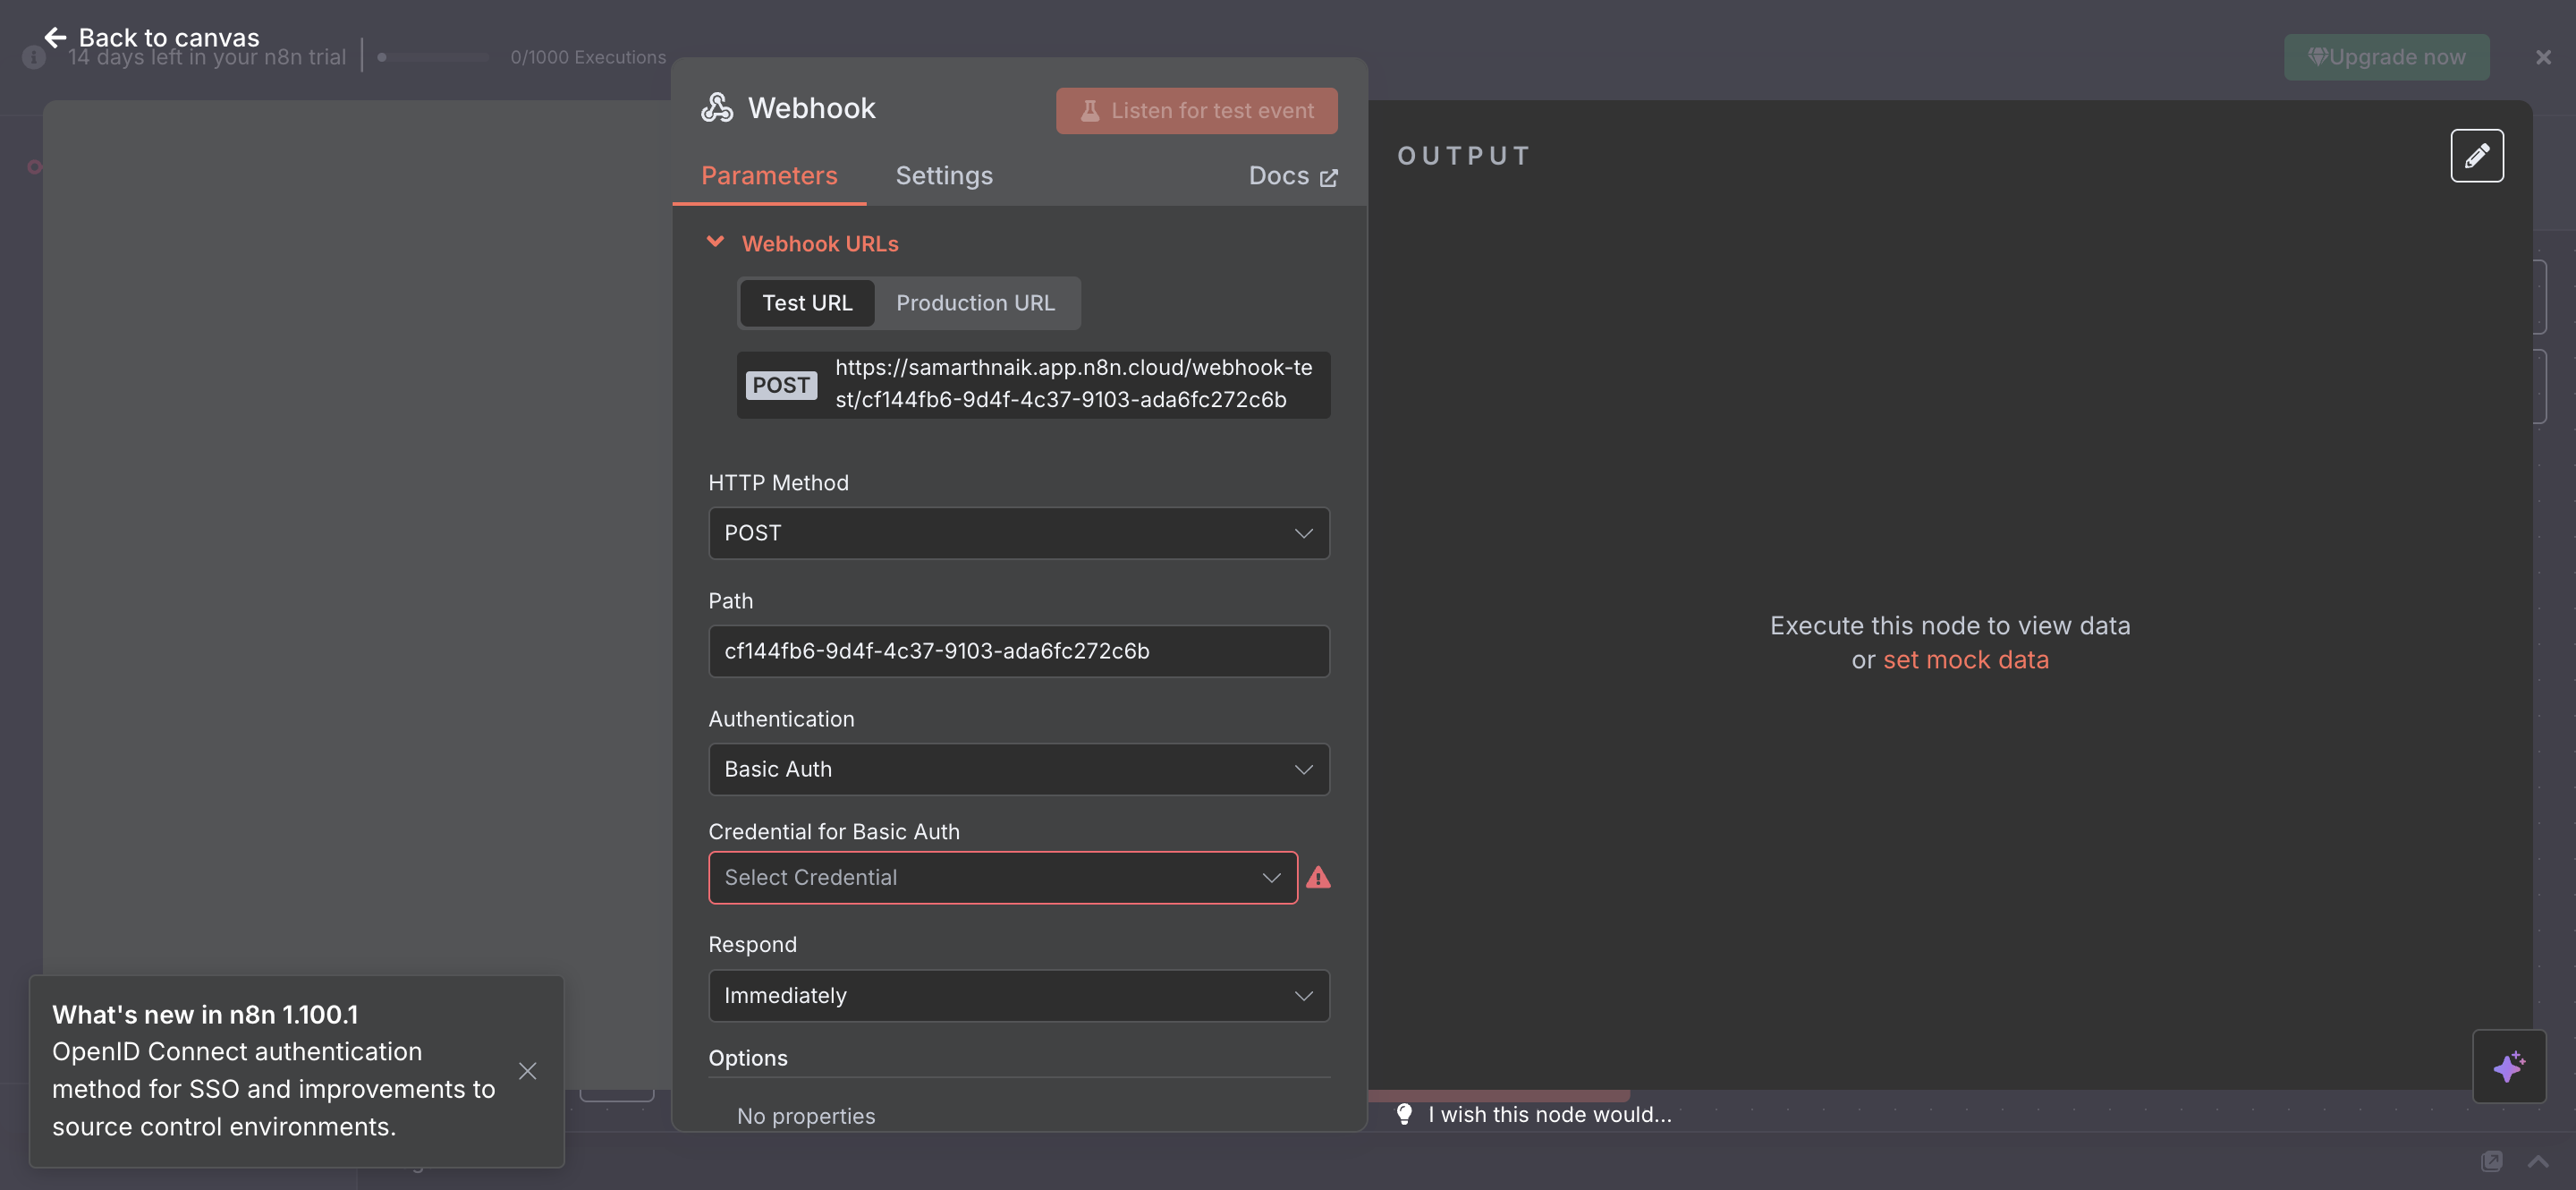 Back to canvas
14 days left in your n8n trial
0/1000 Executions
Upgrade now
Webhook
Listen for test event
Parameters
Settings
Docs
OUTPUT
Webhook URLs
Test URL
Production URL
POST
https://samarthnaik.app.n8n.cloud/webhook-te
st/cf144fb6-9d4f-4c37-9103-ada6fc272c6b
HTTP Method
POST
Path
cf144fb6-9d4f-4c37-9103-ada6fc272c6b
Authentication
Basic Auth
Credential for Basic Auth
Select Credential
Respond
Immediately
Options
No properties
Execute this node to view data
or set mock data
I wish this node would...
What's new in n8n 1.100.1
OpenID Connect authentication
method for SSO and improvements to
source control environments.